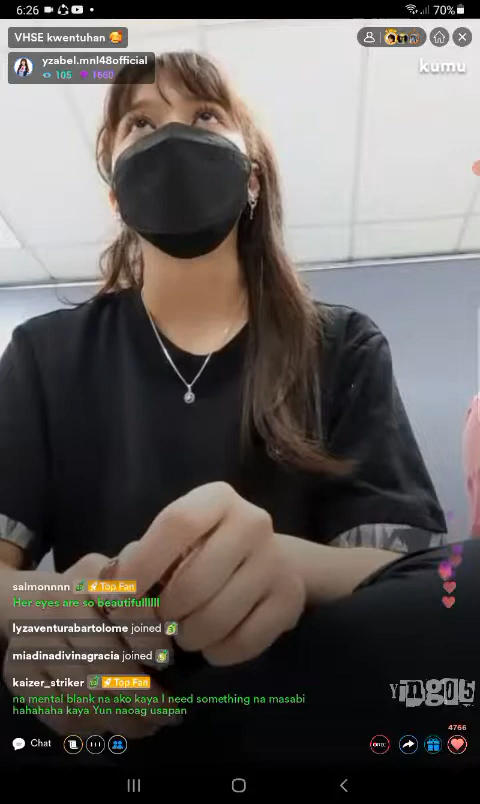 6:26
70%
VHSE kwentuhan 🥰
yzabel.mnl48official
105 1660
kumu
salmonnnn Top Fan
Her eyes are so beautifullllll
lyzaventurabartolome joined
miadinadivinagracia joined
kaizer_striker Top Fan
na mental blank na ako kaya I need something na masabi
hahahaha kaya Yun naoag usapan
Ying05
4766
Chat